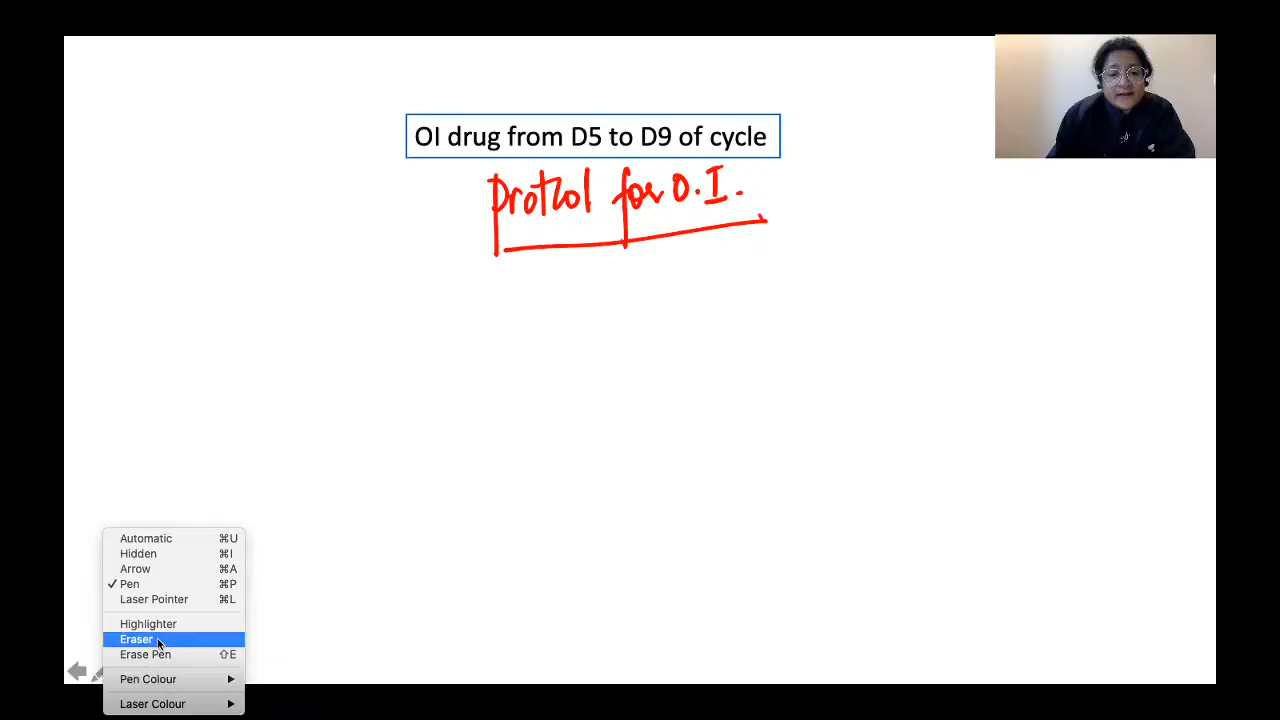 OI drug from D5 to D9 of cycle
Protcol for O.I.
Automatic ⌘U
Hidden ⌘I
Arrow ⌘A
✓ Pen ⌘P
Laser Pointer ⌘L
Highlighter
Eraser
Erase Pen ⇧E
Pen Colour
Laser Colour